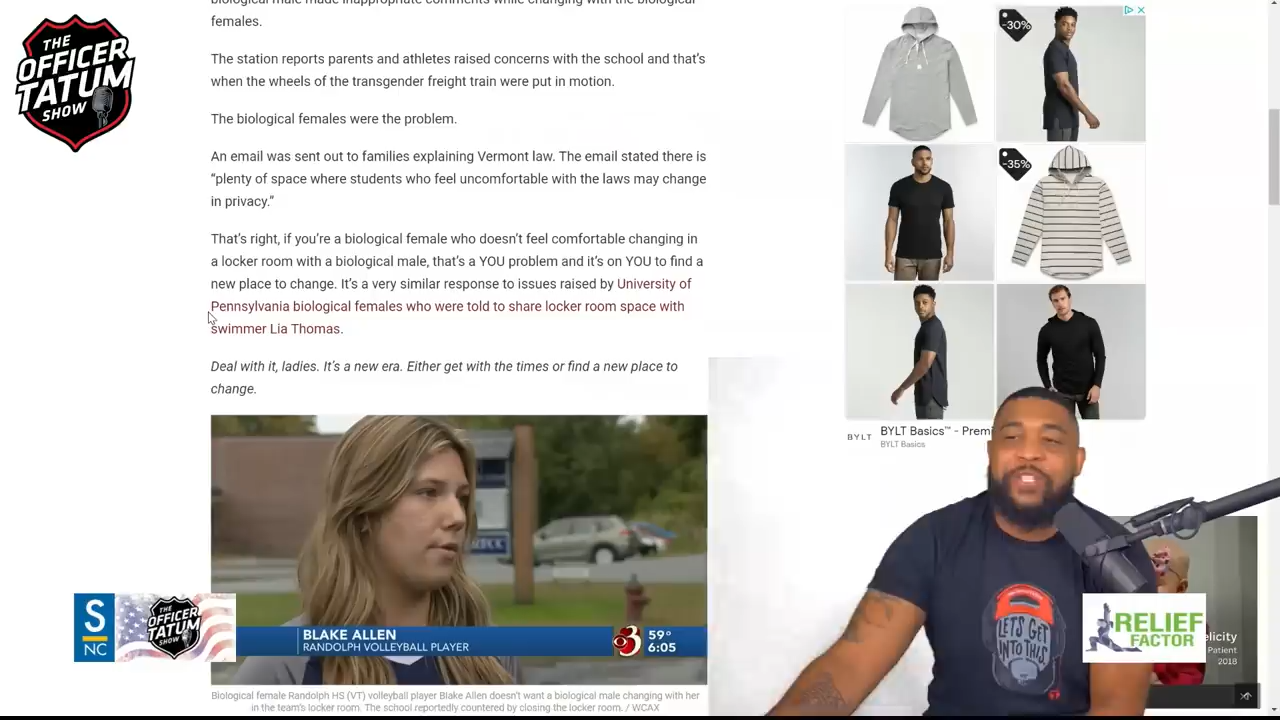 THE
OFFICER
TATUM
SHOW
females.
The station reports parents and athletes raised concerns with the school and that's
when the wheels of the transgender freight train were put in motion.
The biological females were the problem.
An email was sent out to families explaining Vermont law. The email stated there is
“plenty of space where students who feel uncomfortable with the laws may change
in privacy.”
That's right, if you're a biological female who doesn't feel comfortable changing in
a locker room with a biological male, that's a YOU problem and it's on YOU to find a
new place to change. It's a very similar response to issues raised by University of
Pennsylvania biological females who were told to share locker room space with
swimmer Lia Thomas.
Deal with it, ladies. It's a new era. Either get with the times or find a new place to
change.
BLAKE ALLEN
RANDOLPH VOLLEYBALL PLAYER
3
59°
6:05
Biological female Randolph HS (VT) volleyball player Blake Allen doesn't want a biological male changing with her
in the team's locker room. The school reportedly countered by closing the locker room. / WCAX
S
NC
THE
OFFICER
TATUM
SHOW
-30%
-35%
BYLT
BYLT Basics™ - Premi
BYLT Basics
LETS GET
INTO THIS
RELIEF
FACTOR
elicity
Patient
2018